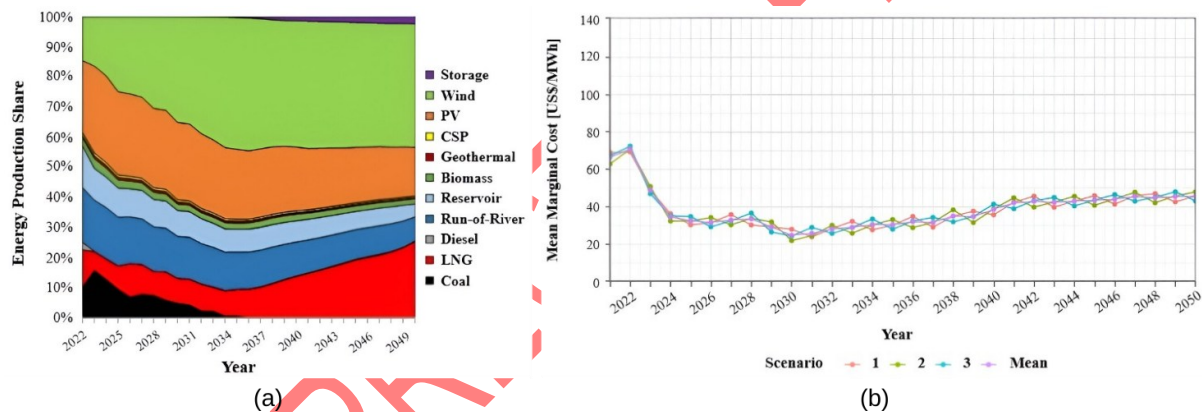 100%
90%
80%
70%
60%
50%
40%
30%
20%
10%
0%
Energy Production Share
2022 2025 2028 2031 2034 2037 2040 2043 2046 2049
Year
Storage
Wind
PV
CSP
Geothermal
Biomass
Reservoir
Run-of-River
Diesel
LNG
Coal
(a)
140
120
100
80
60
40
20
0
Mean Marginal Cost [US$/MWh]
2022 2024 2026 2028 2030 2032 2034 2036 2038 2040 2042 2044 2046 2048 2050
Year
Scenario 1 2 3 Mean
(b)